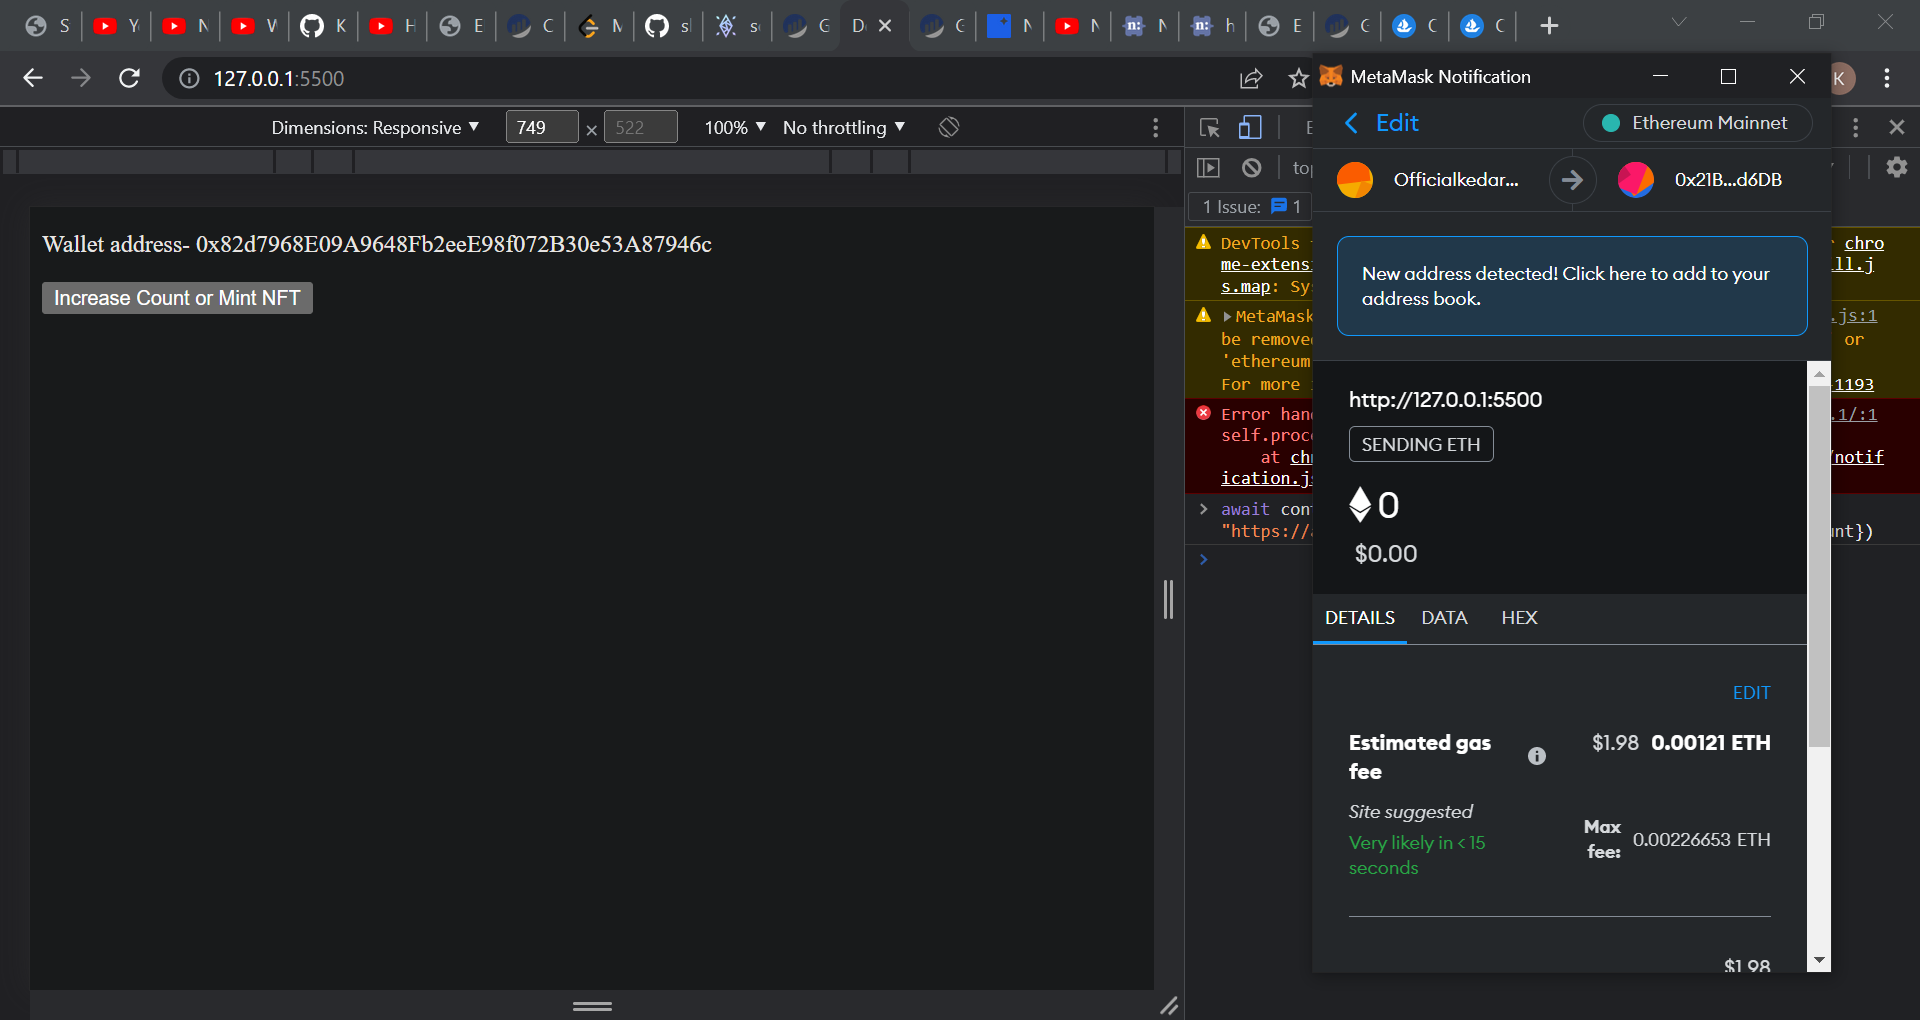 S
Y
N
W
K
H
E
C
M
sl
s
G
D
G
N
N
N
h
E
G
C
C
127.0.0.1:5500
K
Dimensions: Responsive
749
×
522
100%
No throttling
top
1 Issue:
1
Wallet address- 0x82d7968E09A9648Fb2eeE98f072B30e53A87946c
Increase Count or Mint NFT
DevTools
chro
me-extens
ll.j
s.map: Sy
MetaMask
.js:1
be remove
or
'ethereum
For more
1193
Error han
.1/:1
self.proc
at ch
/notif
ication.j
await con
"https://
nt})
MetaMask Notification
Edit
Ethereum Mainnet
Officialkedar...
0x21B...d6DB
New address detected! Click here to add to your
address book.
http://127.0.0.1:5500
SENDING ETH
0
$0.00
DETAILS
DATA
HEX
EDIT
Estimated gas
fee
$1.98 0.00121 ETH
Site suggested
Very likely in < 15
seconds
Max
fee:
0.00226653 ETH
$1.98